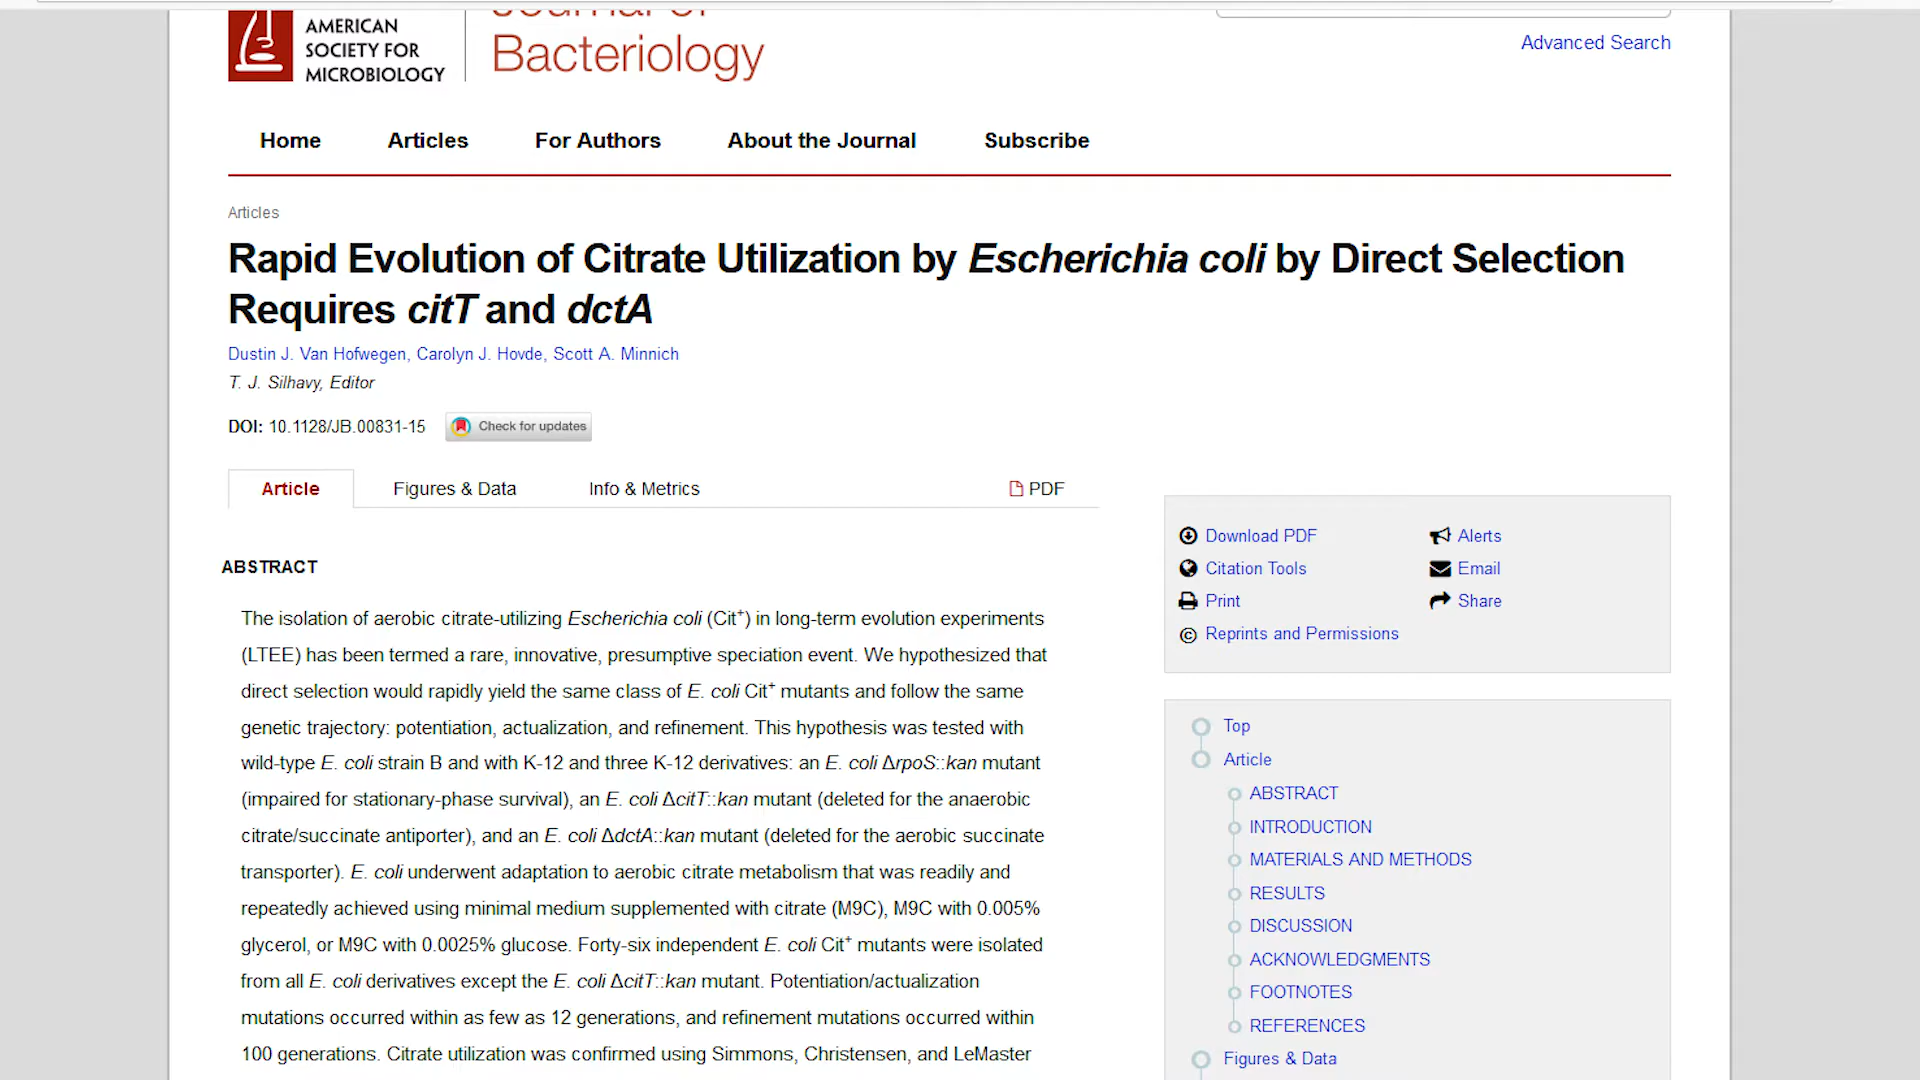 AMERICAN
SOCIETY FOR
MICROBIOLOGY
Journal of
Bacteriology
Advanced Search
Home Articles For Authors About the Journal Subscribe
Articles
Rapid Evolution of Citrate Utilization by Escherichia coli by Direct Selection
Requires citT and dctA
Dustin J. Van Hofwegen, Carolyn J. Hovde, Scott A. Minnich
T. J. Silhavy, Editor
DOI: 10.1128/JB.00831-15 Check for updates
Article Figures & Data Info & Metrics PDF
ABSTRACT
The isolation of aerobic citrate-utilizing Escherichia coli (Cit⁺) in long-term evolution experiments
(LTEE) has been termed a rare, innovative, presumptive speciation event. We hypothesized that
direct selection would rapidly yield the same class of E. coli Cit⁺ mutants and follow the same
genetic trajectory: potentiation, actualization, and refinement. This hypothesis was tested with
wild-type E. coli strain B and with K-12 and three K-12 derivatives: an E. coli ΔrpoS::kan mutant
(impaired for stationary-phase survival), an E. coli ΔcitT::kan mutant (deleted for the anaerobic
citrate/succinate antiporter), and an E. coli ΔdctA::kan mutant (deleted for the aerobic succinate
transporter). E. coli underwent adaptation to aerobic citrate metabolism that was readily and
repeatedly achieved using minimal medium supplemented with citrate (M9C), M9C with 0.005%
glycerol, or M9C with 0.0025% glucose. Forty-six independent E. coli Cit⁺ mutants were isolated
from all E. coli derivatives except the E. coli ΔcitT::kan mutant. Potentiation/actualization
mutations occurred within as few as 12 generations, and refinement mutations occurred within
100 generations. Citrate utilization was confirmed using Simmons, Christensen, and LeMaster
Download PDF Alerts
Citation Tools Email
Print Share
Reprints and Permissions
Top
Article
ABSTRACT
INTRODUCTION
MATERIALS AND METHODS
RESULTS
DISCUSSION
ACKNOWLEDGMENTS
FOOTNOTES
REFERENCES
Figures & Data